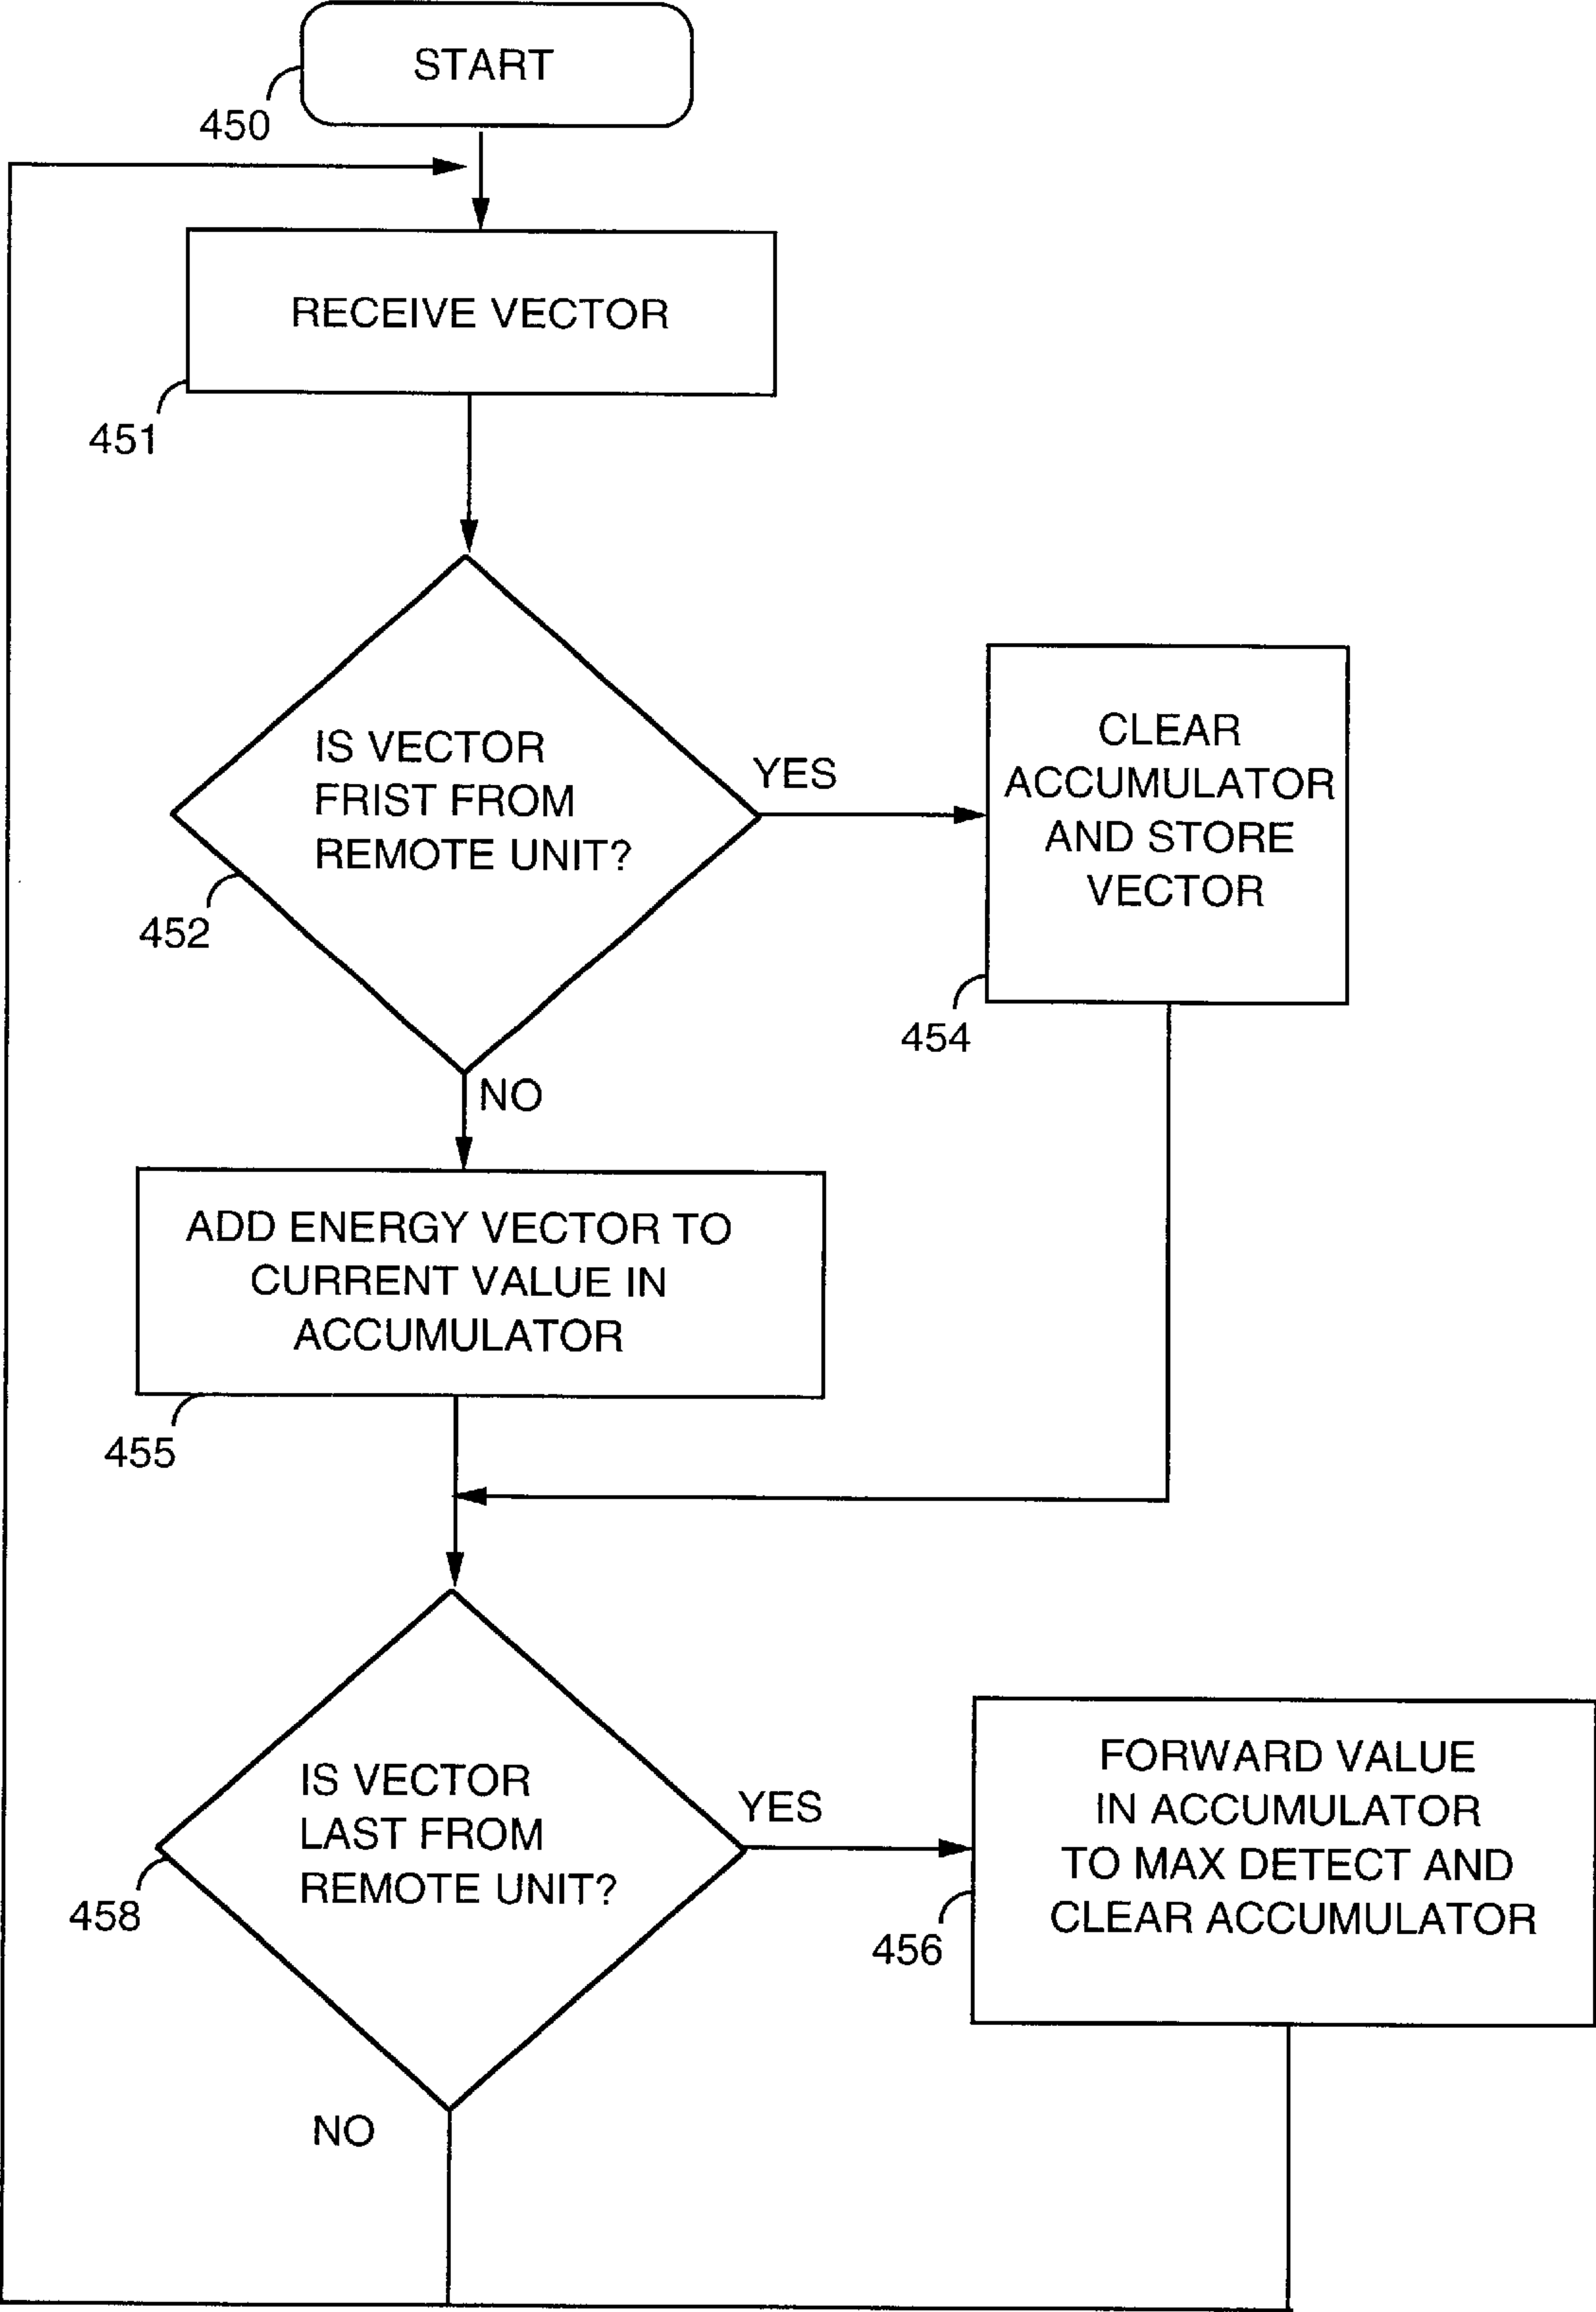 START
450
RECEIVE VECTOR
451
IS VECTOR
FRIST FROM
REMOTE UNIT?
452
YES
CLEAR
ACCUMULATOR
AND STORE
VECTOR
454
NO
ADD ENERGY VECTOR TO
CURRENT VALUE IN
ACCUMULATOR
455
IS VECTOR
LAST FROM
REMOTE UNIT?
458
YES
FORWARD VALUE
IN ACCUMULATOR
TO MAX DETECT AND
CLEAR ACCUMULATOR
456
NO